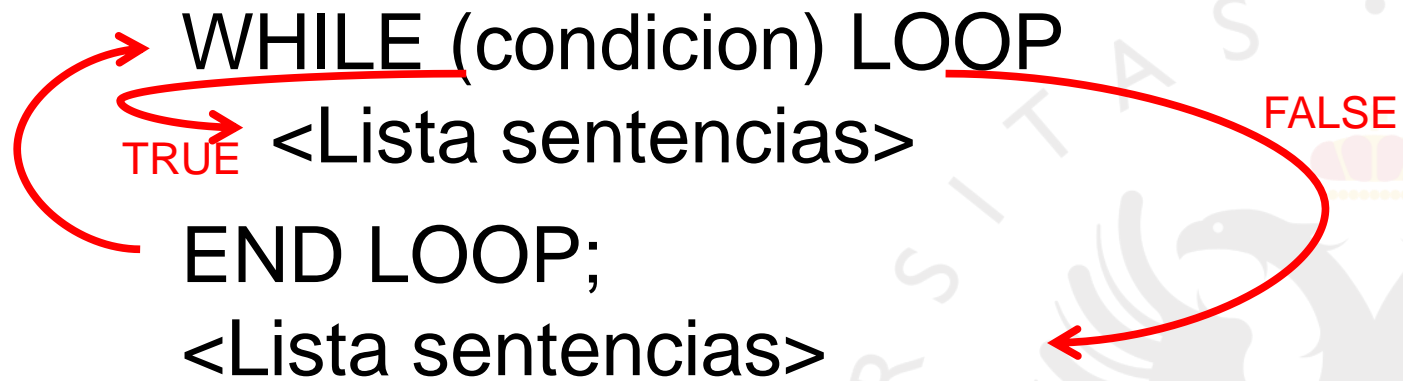 WHILE (condicion) LOOP
FALSE
TRUE <Lista sentencias>
END LOOP;
<Lista sentencias>